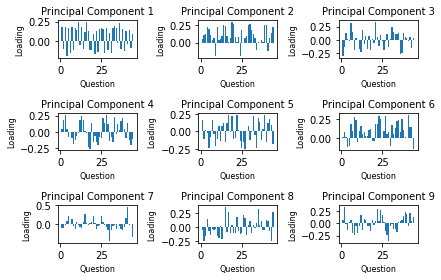 Principal Component 1
Principal Component 2
Principal Component 3
Loading
0.25
0.00
0
25
Question
Loading
0.25
0.00
0
25
Question
Loading
0.25
0.00
−0.25
0
25
Question
Principal Component 4
Principal Component 5
Principal Component 6
Loading
0.25
0.00
−0.25
0
25
Question
Loading
0.25
0.00
−0.25
0
25
Question
Loading
0.25
0.00
0
25
Question
Principal Component 7
Principal Component 8
Principal Component 9
Loading
0.5
0.0
0
25
Question
Loading
0.25
0.00
−0.25
0
25
Question
Loading
0.25
0.00
−0.25
0
25
Question